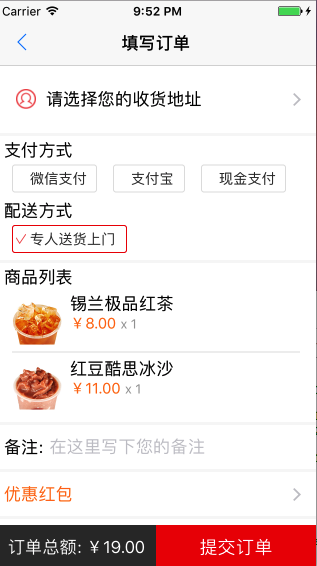 Carrier 9:52 PM
填写订单
请选择您的收货地址
支付方式
微信支付 支付宝 现金支付
配送方式
专人送货上门
商品列表
锡兰极品红茶
￥8.00 x 1
红豆酷思冰沙
￥11.00 x 1
备注: 在这里写下您的备注
优惠红包
订单总额: ￥19.00 提交订单